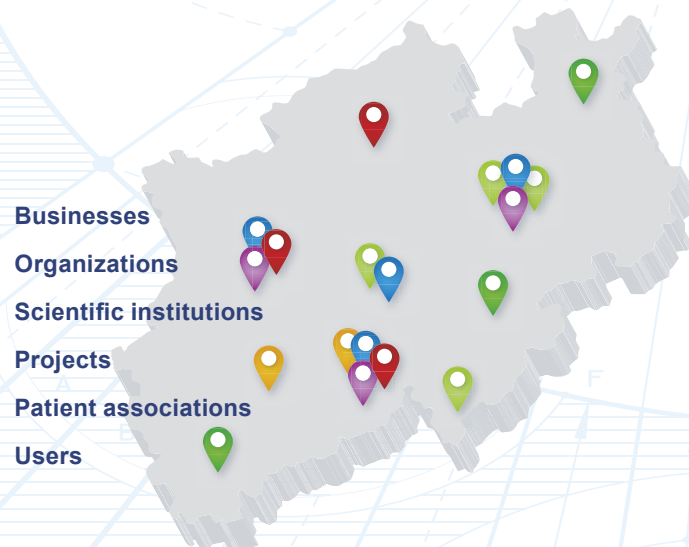 Businesses
Organizations
Scientific institutions
Projects
Patient associations
Users
A
F